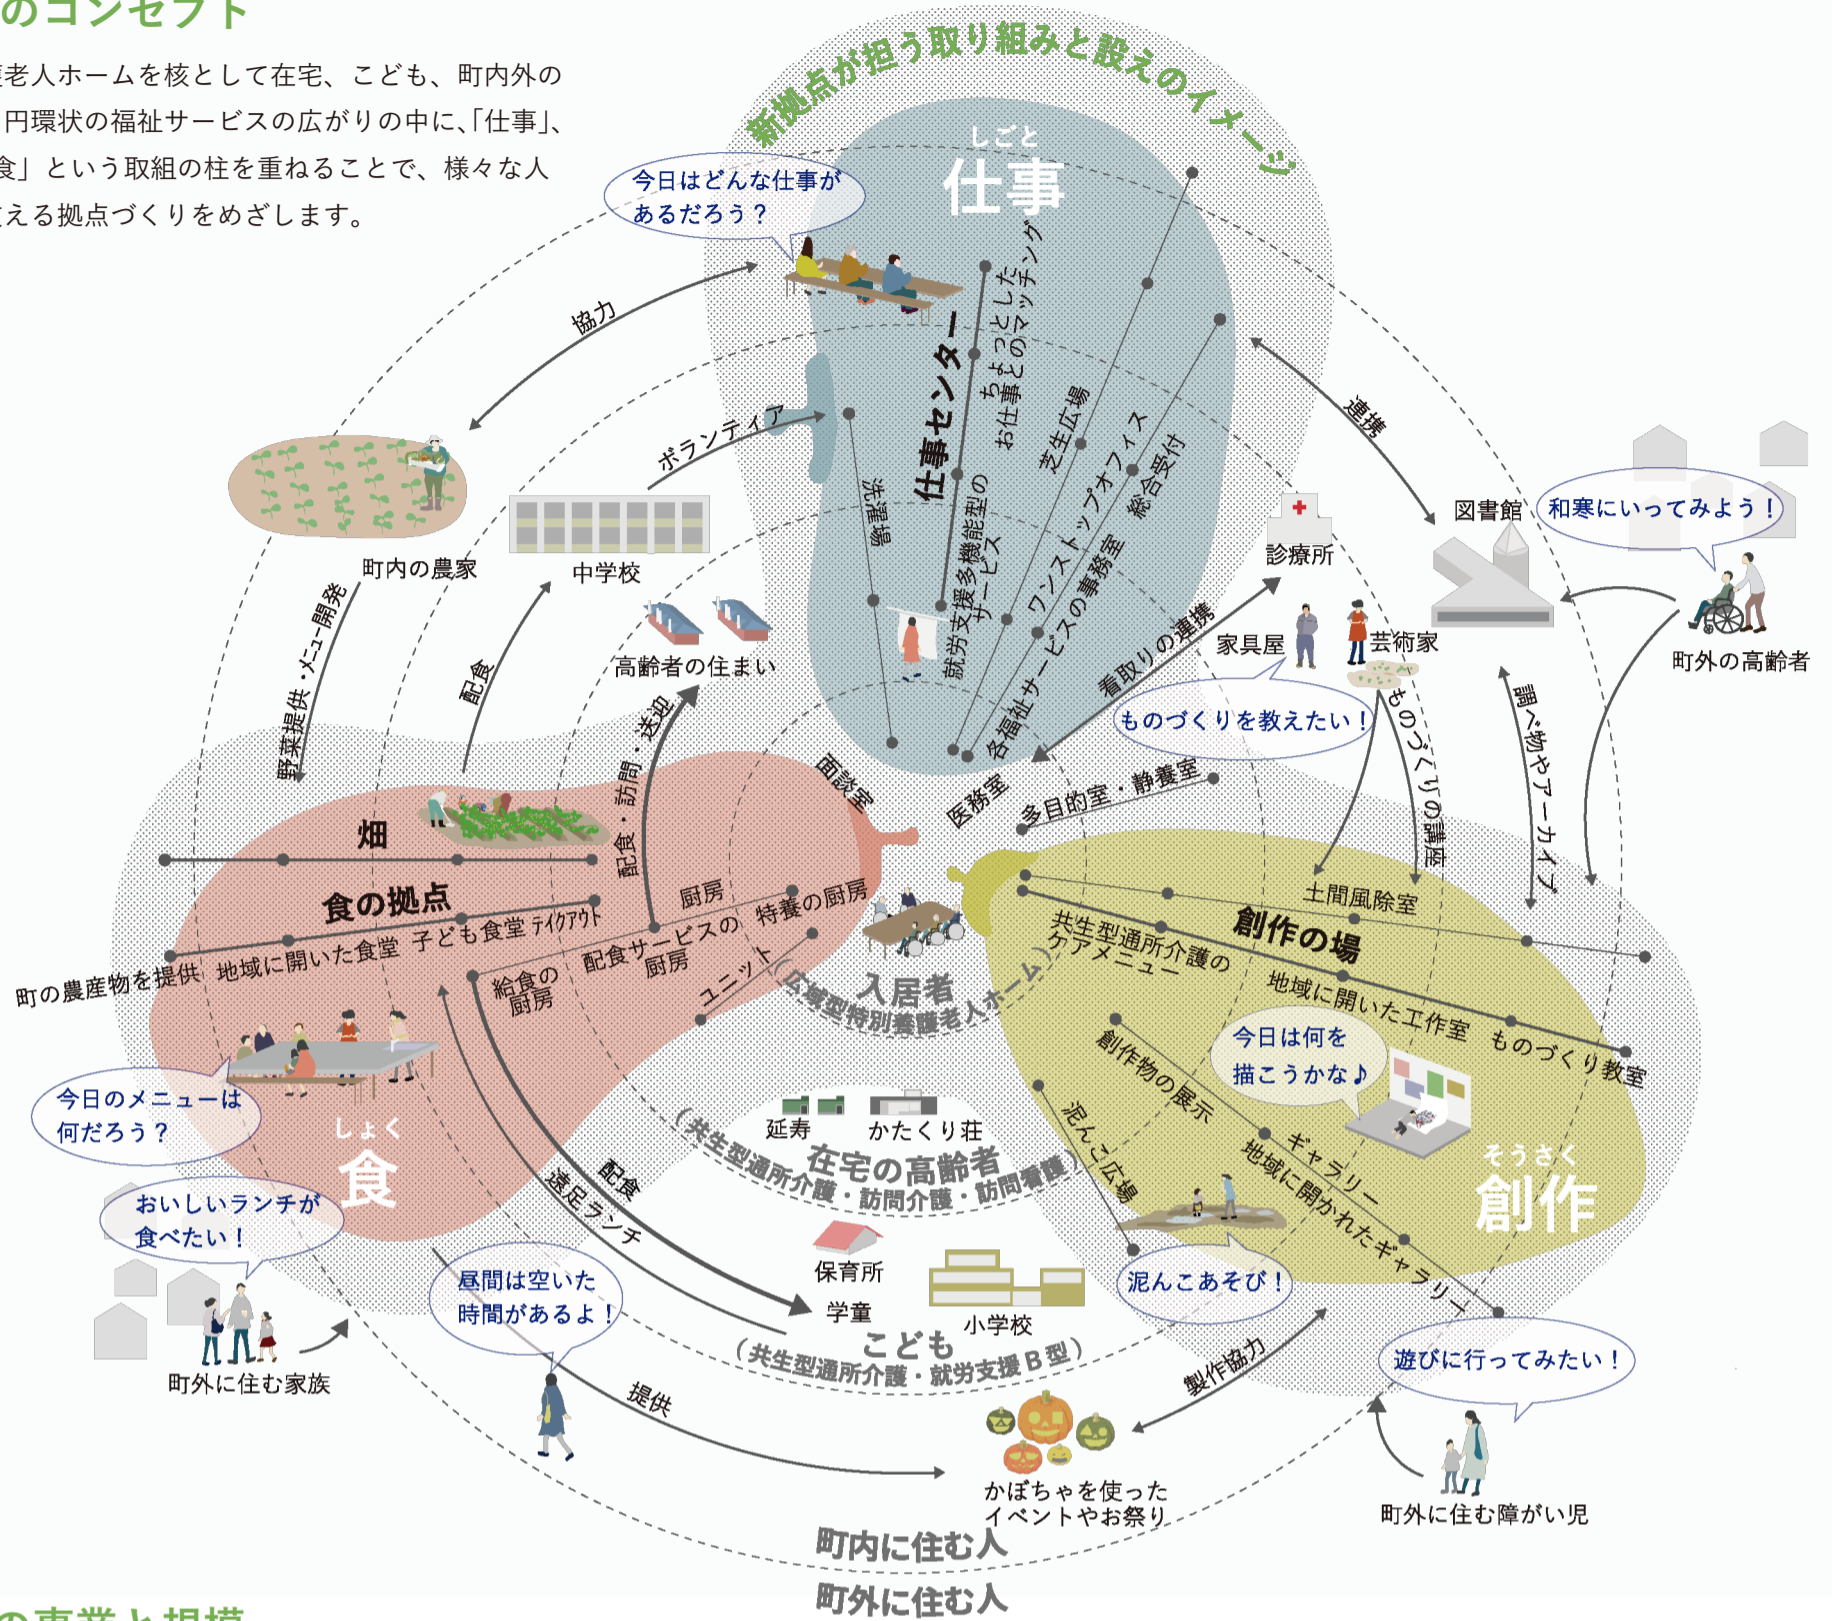 のコンセプト
老人ホームを核として在宅、こども、町内外の
円環状の福祉サービスの広がりの中に、「仕事」、
食」という取組の柱を重ねることで、様々な人
える拠点づくりをめざします。
新拠点が担う取り組みと設えのイメージ
しごと
仕事
今日はどんな仕事が
あるだろう？
協力
ボランティア
仕事センター
ちょっとした
お仕事とのマッチング
就労支援多機能型の
サービス
洗濯場
芝生広場
ワンストップオフィス
総合受付
各福祉サービスの事務室
連携
図書館
和寒にいってみよう！
診療所
町外の高齢者
町内の農家
中学校
高齢者の住まい
家具屋
芸術家
看取りの連携
ものづくりを教えたい！
ものづくりの講座
調べ物やアーカイブ
野菜提供・メニュー開発
配食
配食・訪問・送迎
面談室
医務室
多目的室・静養室
畑
食の拠点
町の農産物を提供
地域に開いた食堂
子ども食堂
テイクアウト
厨房
特養の厨房
配食サービスの
厨房
給食の
厨房
ユニット
入居者
（広域型特別養護老人ホーム）
土間風除室
創作の場
共生型通所介護の
ケアメニュー
地域に開いた工作室
ものづくり教室
今日は何を
描こうかな♪
創作物の展示
ギャラリー
地域に開かれたギャラリー
泥んこ広場
そうさく
創作
今日のメニューは
何だろう？
しょく
食
おいしいランチが
食べたい！
町外に住む家族
配食
遠足ランチ
昼間は空いた
時間があるよ！
提供
延寿
かたくり荘
在宅の高齢者
（共生型通所介護・訪問介護・訪問看護）
保育所
学童
小学校
こども
（共生型通所介護・就労支援B型）
泥んこあそび！
製作協力
遊びに行ってみたい！
町外に住む障がい児
かぼちゃを使った
イベントやお祭り
町内に住む人
町外に住む人